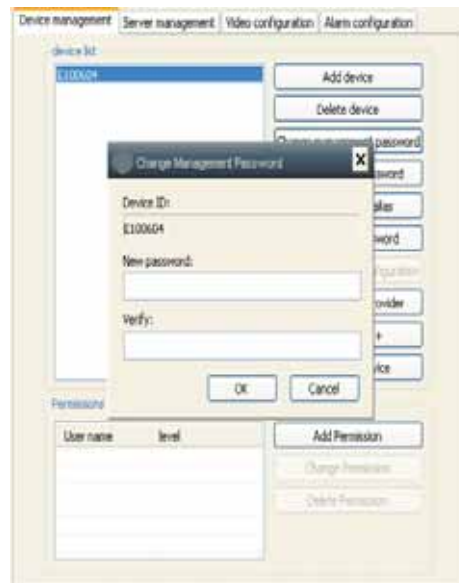 Device management Server management Video configuration Alarm configuration
device list
E100604
Add device
Delete device
password
Change Management Password X
Device ID:
E100604
New password:
Verify:
OK Cancel
Permissions
User name level
Add Permission
Change Permission
Delete Permission